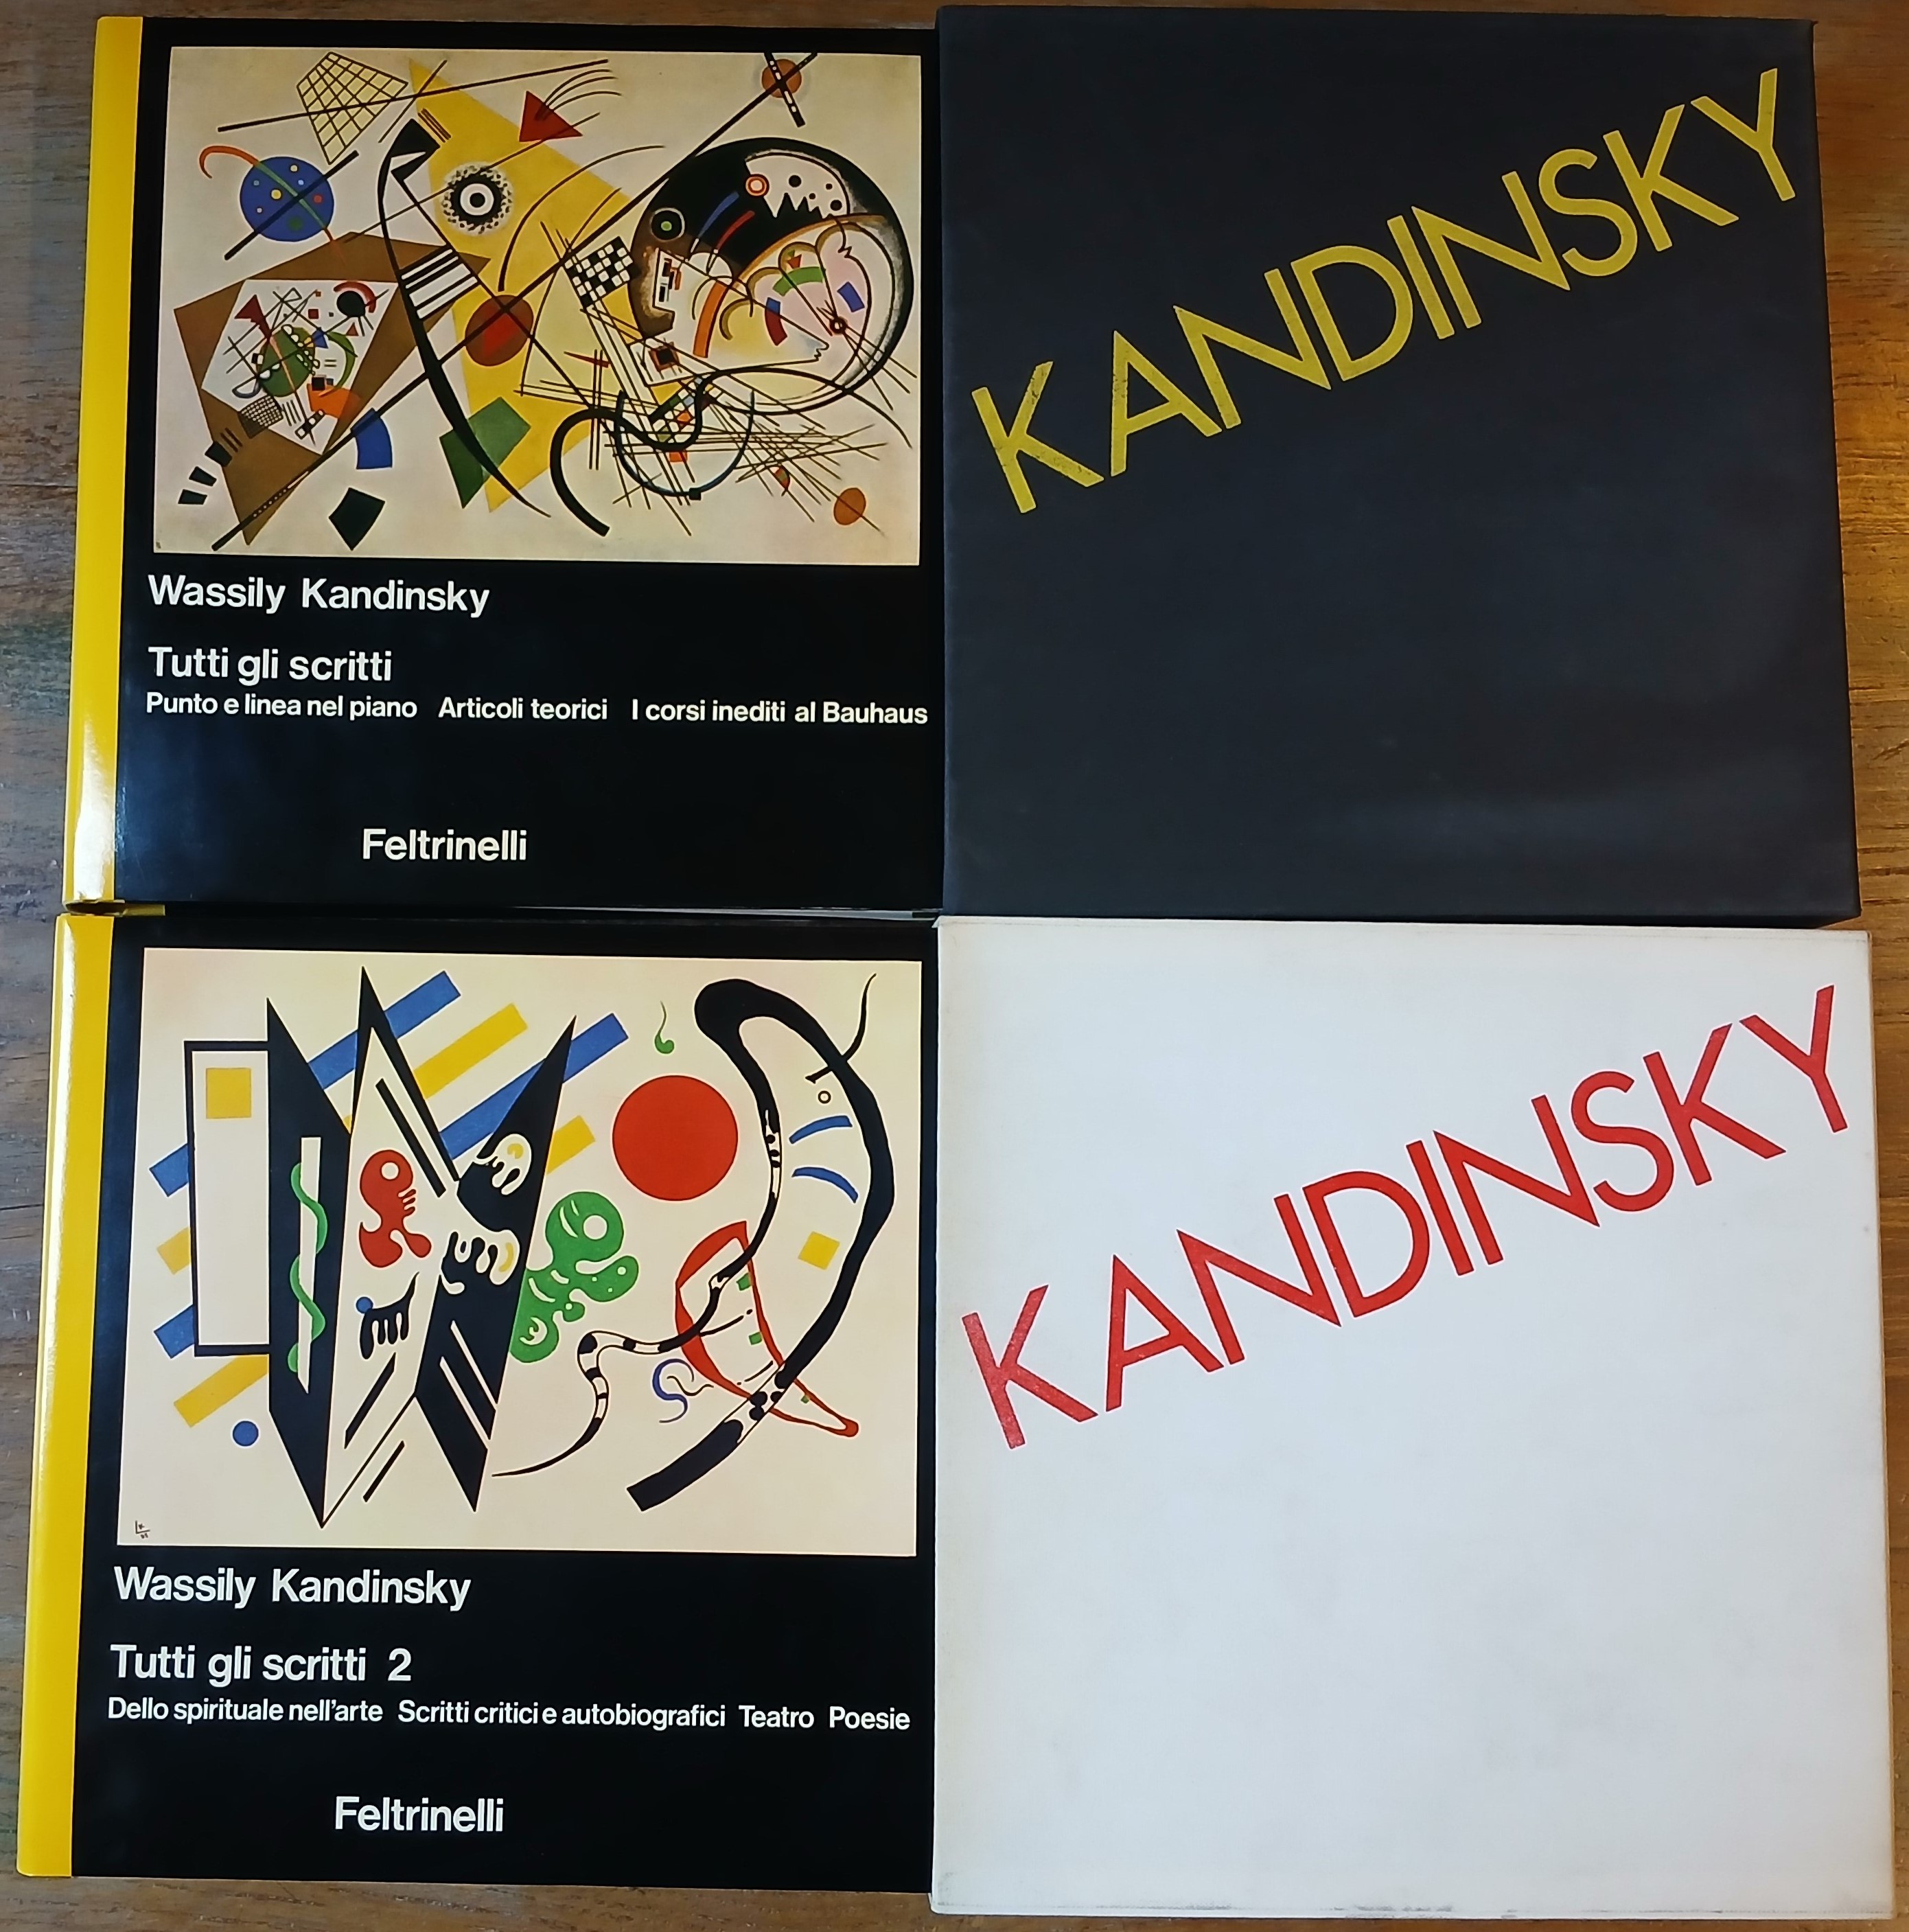 Wassily Kandinsky
Tutti gli scritti
Punto e linea nel piano Articoli teorici I corsi inediti al Bauhaus
Feltrinelli
KANDINSKY
Wassily Kandinsky
Tutti gli scritti 2
Dello spirituale nell'arte Scritti critici e autobiografici Teatro Poesie
Feltrinelli
KANDINSKY